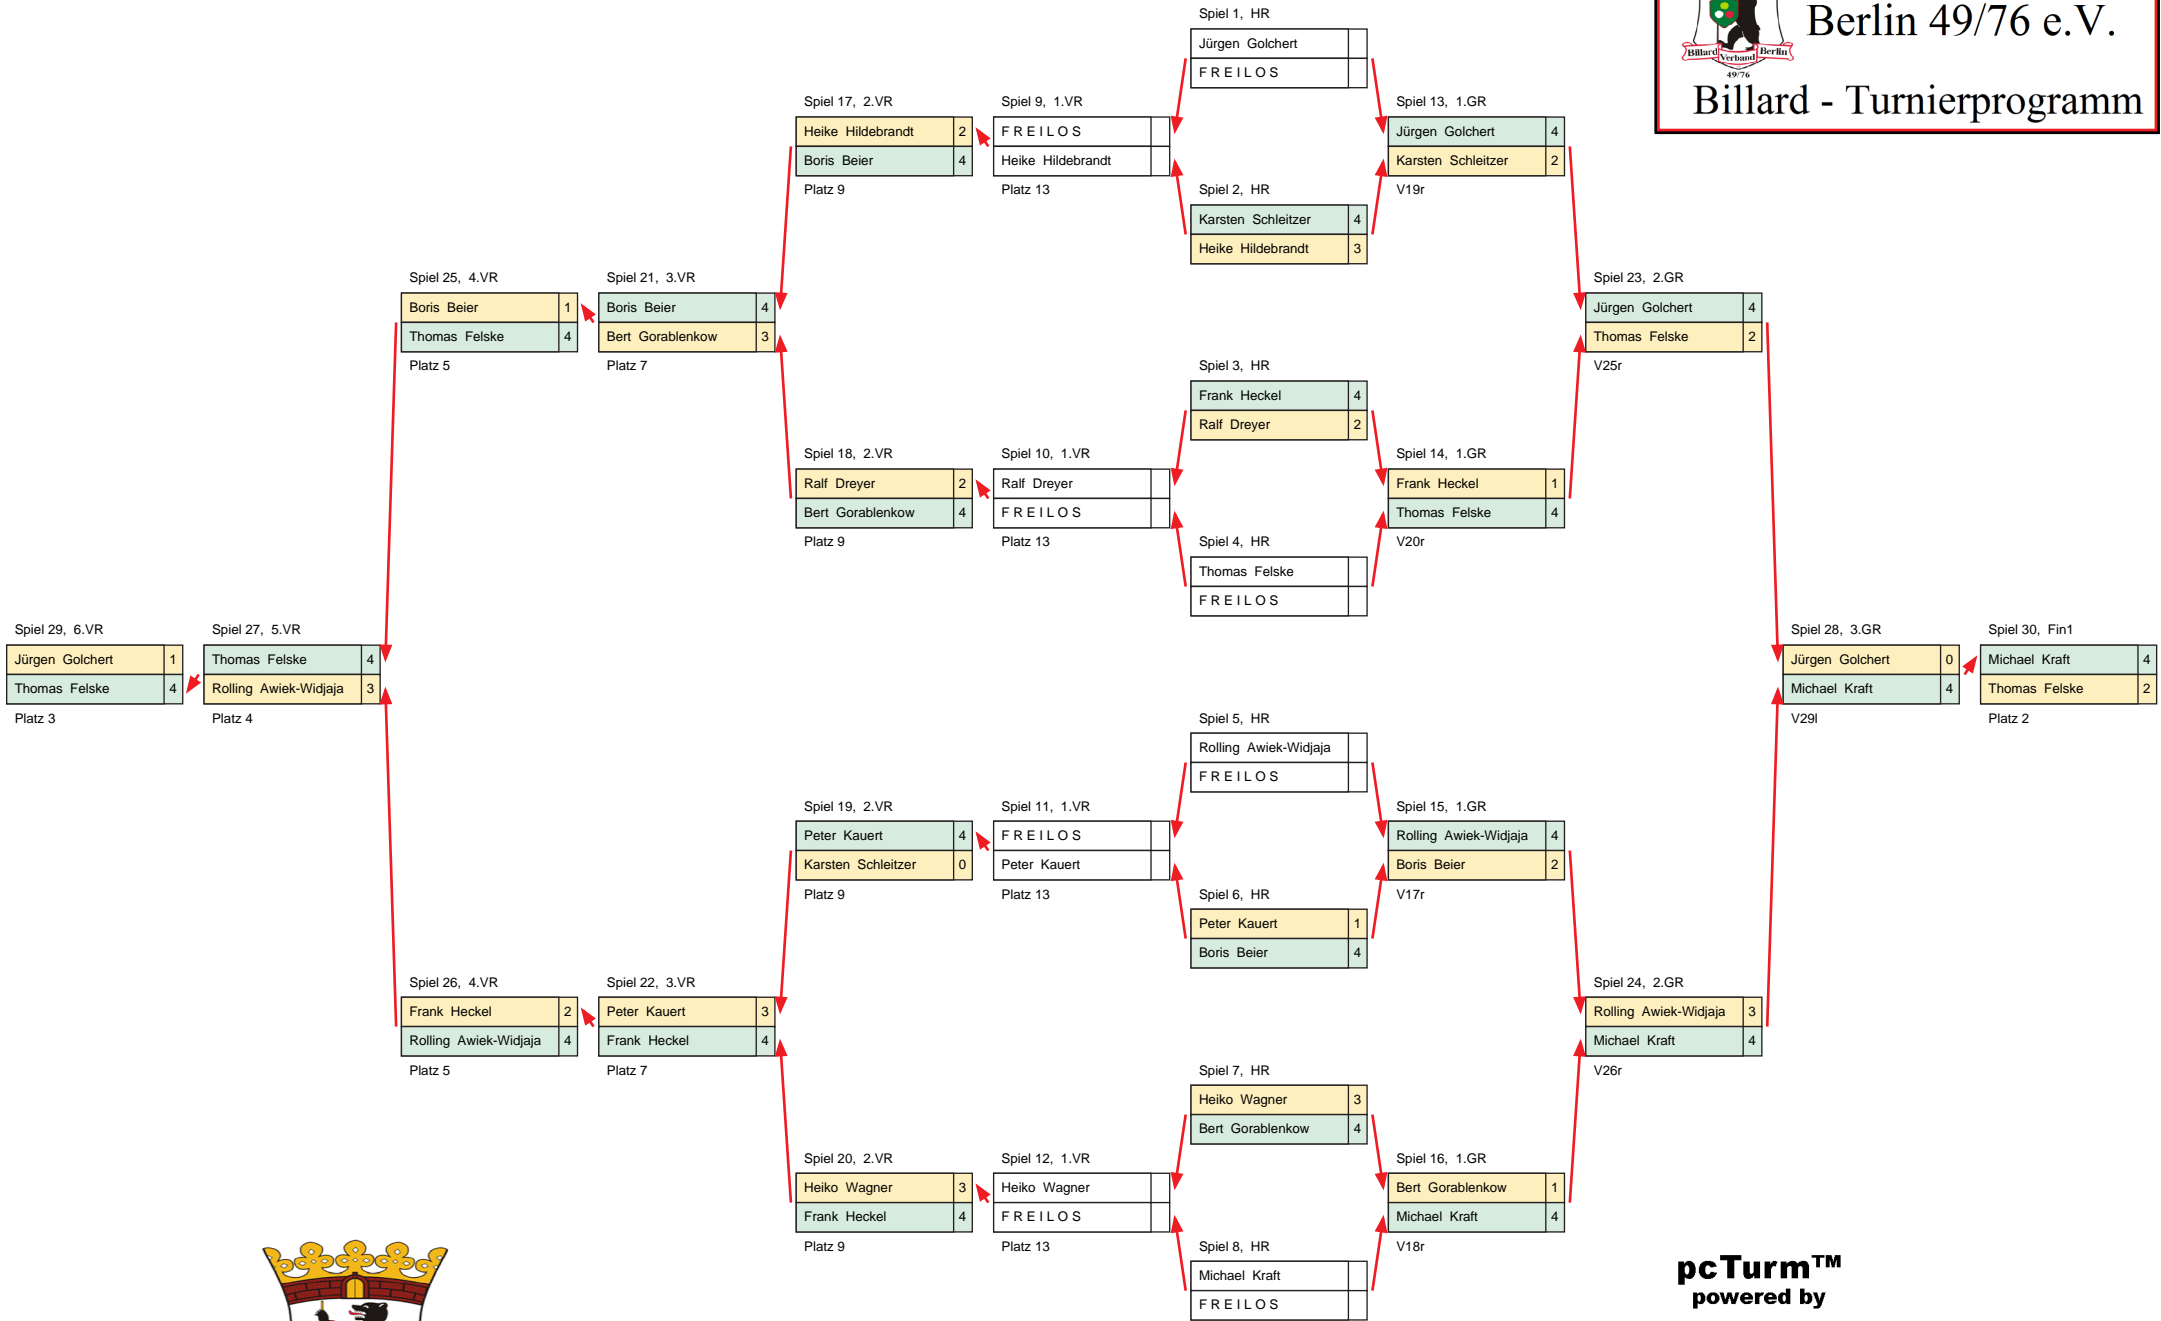 Berlin 49/76 e.V.
Billard Verband Berlin
49/76
Billard - Turnierprogramm
Spiel 29, 6.VR
Jürgen Golchert 1
Thomas Felske 4
Platz 3
Spiel 27, 5.VR
Thomas Felske 4
Rolling Awiek-Widjaja 3
Platz 4
Spiel 25, 4.VR
Boris Beier 1
Thomas Felske 4
Platz 5
Spiel 26, 4.VR
Frank Heckel 2
Rolling Awiek-Widjaja 4
Platz 5
Spiel 21, 3.VR
Boris Beier 4
Bert Gorablenkow 3
Platz 7
Spiel 22, 3.VR
Peter Kauert 3
Frank Heckel 4
Platz 7
Spiel 17, 2.VR
Heike Hildebrandt 2
Boris Beier 4
Platz 9
Spiel 18, 2.VR
Ralf Dreyer 2
Bert Gorablenkow 4
Platz 9
Spiel 19, 2.VR
Peter Kauert 4
Karsten Schleitzer 0
Platz 9
Spiel 20, 2.VR
Heiko Wagner 3
Frank Heckel 4
Platz 9
Spiel 9, 1.VR
FREILOS
Heike Hildebrandt
Platz 13
Spiel 10, 1.VR
Ralf Dreyer
FREILOS
Platz 13
Spiel 11, 1.VR
FREILOS
Peter Kauert
Platz 13
Spiel 12, 1.VR
Heiko Wagner
FREILOS
Platz 13
Spiel 1, HR
Jürgen Golchert
FREILOS
Spiel 2, HR
Karsten Schleitzer 4
Heike Hildebrandt 3
Spiel 3, HR
Frank Heckel 4
Ralf Dreyer 2
Spiel 4, HR
Thomas Felske
FREILOS
Spiel 5, HR
Rolling Awiek-Widjaja
FREILOS
Spiel 6, HR
Peter Kauert 1
Boris Beier 4
Spiel 7, HR
Heiko Wagner 3
Bert Gorablenkow 4
Spiel 8, HR
Michael Kraft
FREILOS
Spiel 13, 1.GR
Jürgen Golchert 4
Karsten Schleitzer 2
V19r
Spiel 14, 1.GR
Frank Heckel 1
Thomas Felske 4
V20r
Spiel 15, 1.GR
Rolling Awiek-Widjaja 4
Boris Beier 2
V17r
Spiel 16, 1.GR
Bert Gorablenkow 1
Michael Kraft 4
V18r
Spiel 23, 2.GR
Jürgen Golchert 4
Thomas Felske 2
V25r
Spiel 24, 2.GR
Rolling Awiek-Widjaja 3
Michael Kraft 4
V26r
Spiel 28, 3.GR
Jürgen Golchert 0
Michael Kraft 4
V29l
Spiel 30, Fin1
Michael Kraft 4
Thomas Felske 2
Platz 2
pcTurm™
powered by